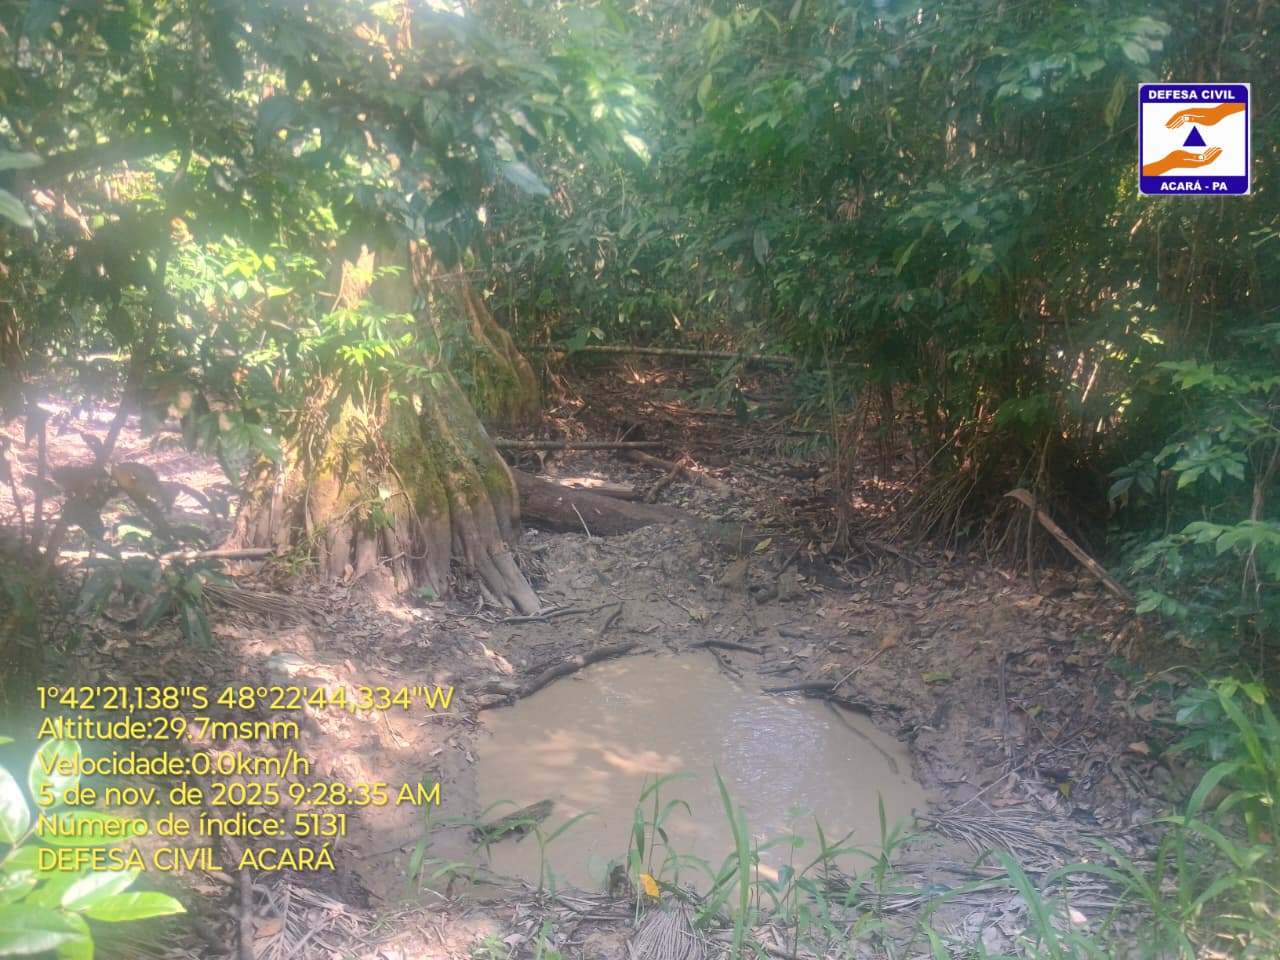 DEFESA CIVIL
ACARÁ - PA
1°42'21,138"S 48°22'44,334"W
Altitude:29.7msnm
Velocidade:0.0km/h
5 de nov. de 2025 9:28:35 AM
Número de índice: 5131
DEFESA CIVIL ACARÁ